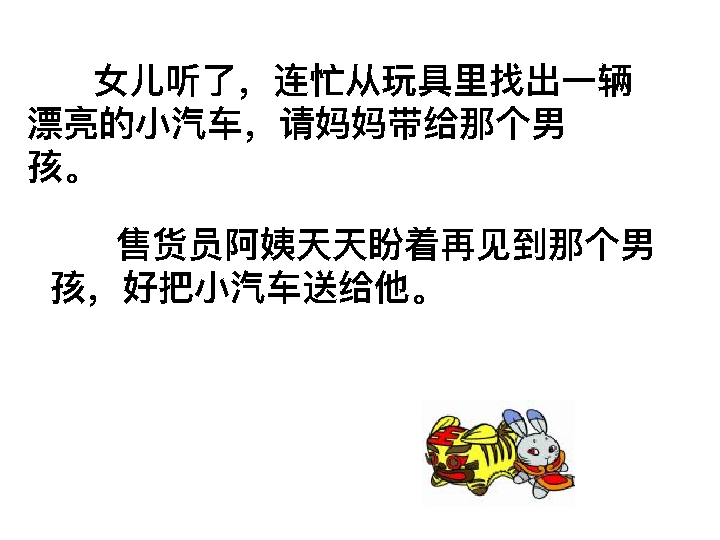 女儿听了，连忙从玩具里找出一辆
漂亮的小汽车，请妈妈带给那个男
孩。
售货员阿姨天天盼着再见到那个男
孩，好把小汽车送给他。